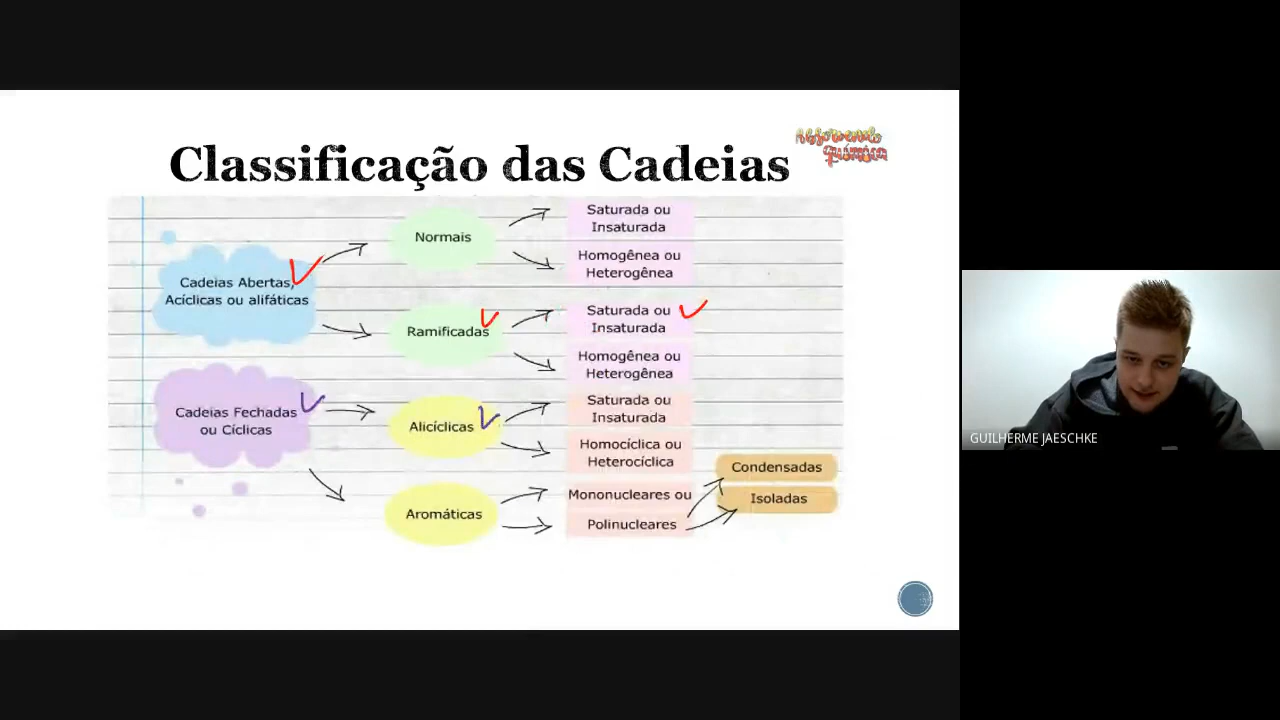 Absorvendo
Química
Classificação das Cadeias
Cadeias Abertas,
Acíclicas ou alifáticas
Normais
Saturada ou
Insaturada
Homogênea ou
Heterogênea
Ramificadas
Saturada ou
Insaturada
Homogênea ou
Heterogênea
Cadeias Fechadas
ou Cíclicas
Alicíclicas
Saturada ou
Insaturada
Homocíclica ou
Heterocíclica
Aromáticas
Mononucleares ou
Polinucleares
Condensadas
Isoladas
GUILHERME JAESCHKE